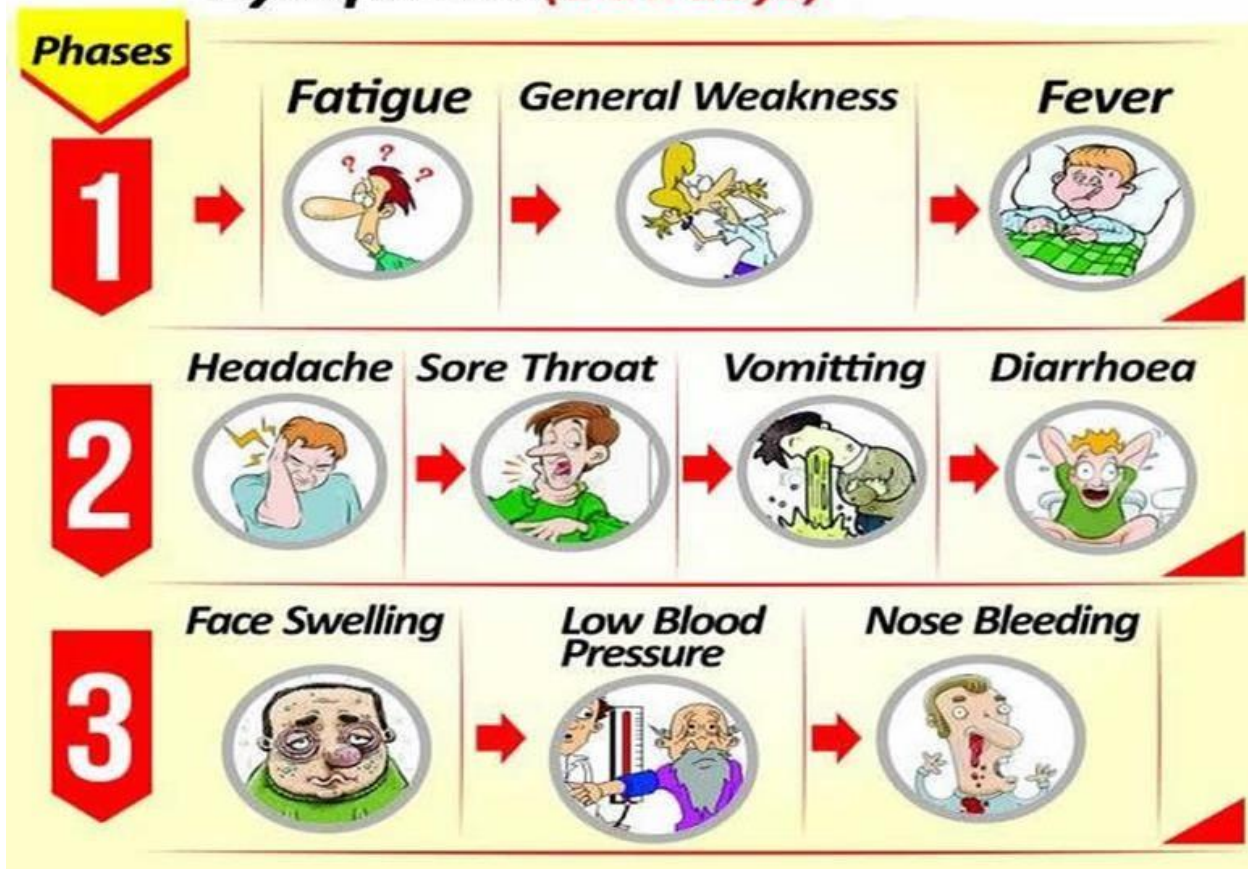 Phases
Fatigue General Weakness Fever
1
Headache Sore Throat Vomitting Diarrhoea
2
Face Swelling Low Blood Pressure Nose Bleeding
3